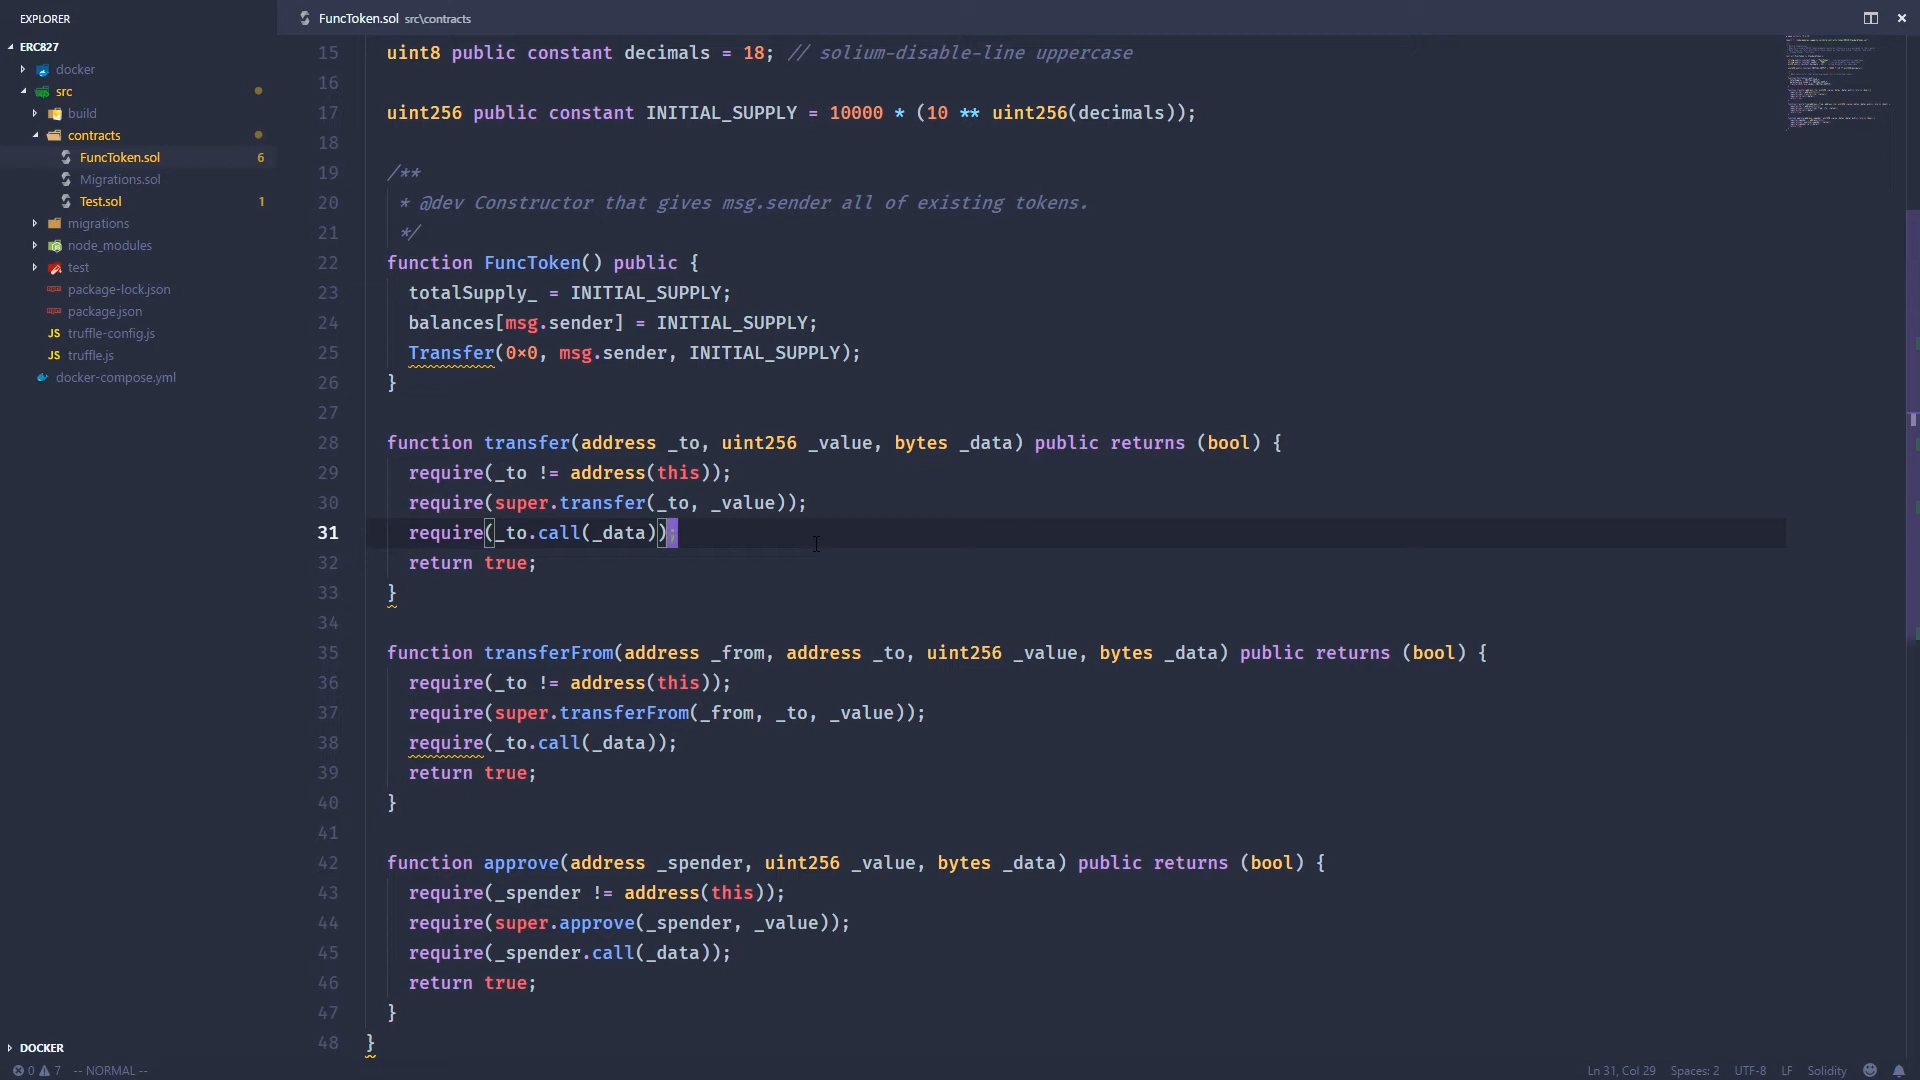 EXPLORER
ERC827
docker
src
build
contracts
FuncToken.sol 6
Migrations.sol
Test.sol 1
migrations
node_modules
test
package-lock.json
package.json
JS truffle-config.js
JS truffle.js
docker-compose.yml
DOCKER
FuncToken.sol src\contracts
15 uint8 public constant decimals = 18; // solium-disable-line uppercase
16
17 uint256 public constant INITIAL_SUPPLY = 10000 * (10 ** uint256(decimals));
18
19 /**
20 * @dev Constructor that gives msg.sender all of existing tokens.
21 */
22 function FuncToken() public {
23 totalSupply_ = INITIAL_SUPPLY;
24 balances[msg.sender] = INITIAL_SUPPLY;
25 Transfer(0×0, msg.sender, INITIAL_SUPPLY);
26 }
27
28 function transfer(address _to, uint256 _value, bytes _data) public returns (bool) {
29 require(_to != address(this));
30 require(super.transfer(_to, _value));
31 require(_to.call(_data));
32 return true;
33 }
34
35 function transferFrom(address _from, address _to, uint256 _value, bytes _data) public returns (bool) {
36 require(_to != address(this));
37 require(super.transferFrom(_from, _to, _value));
38 require(_to.call(_data));
39 return true;
40 }
41
42 function approve(address _spender, uint256 _value, bytes _data) public returns (bool) {
43 require(_spender != address(this));
44 require(super.approve(_spender, _value));
45 require(_spender.call(_data));
46 return true;
47 }
48 }
0 7 -- NORMAL -- Ln 31, Col 29 Spaces: 2 UTF-8 LF Solidity